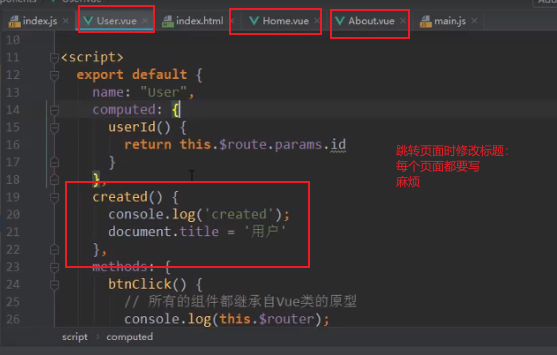 index.js
User.vue
index.html
Home.vue
About.vue
main.js
10
11 <script>
12 export default {
13 name: "User",
14 computed: {
15 userId() {
16 return this.$route.params.id
17 }
18 },
19 created() {
20 console.log('created');
21 document.title = '用户'
22 },
23 methods: {
24 btnClick() {
25 // 所有的组件都继承自Vue类的原型
26 console.log(this.$router);
跳转页面时修改标题：
每个页面都要写
麻烦
script
computed